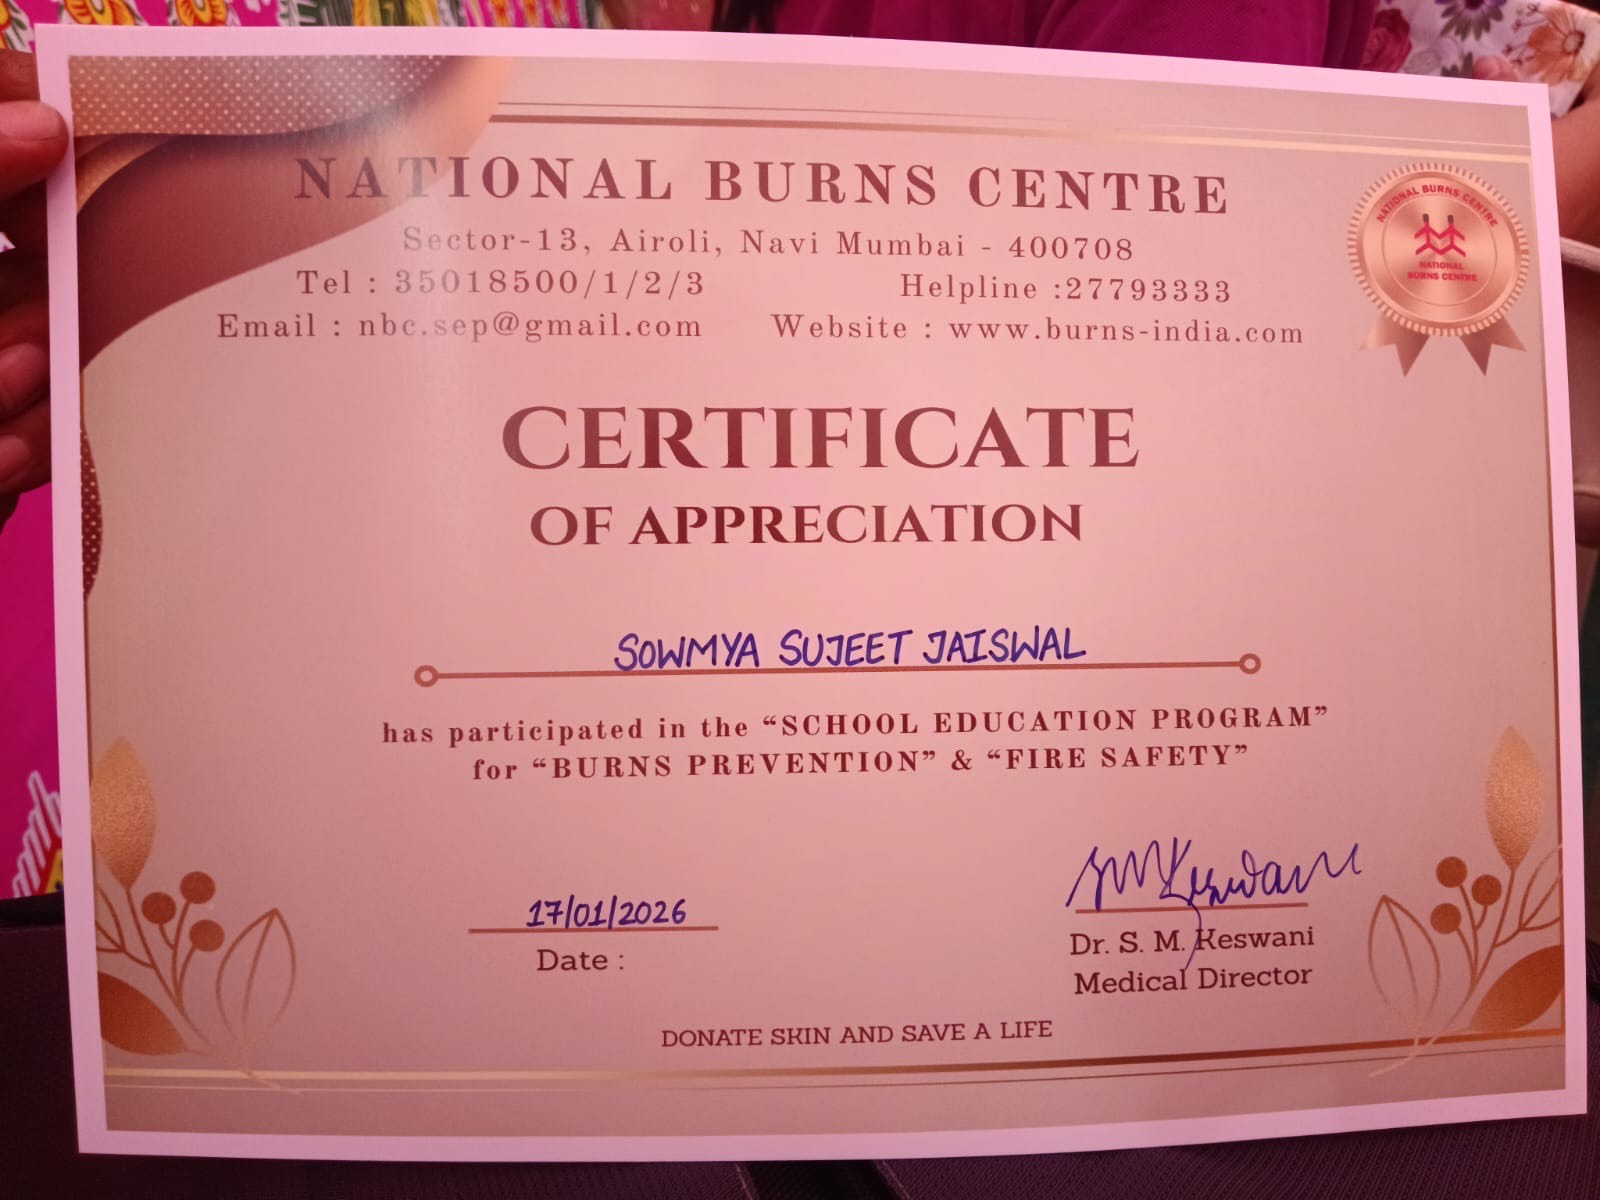 NATIONAL BURNS CENTRE
Sector-13, Airoli, Navi Mumbai - 400708
Tel : 35018500/1/2/3 Helpline :27793333
Email : nbc.sep@gmail.com Website : www.burns-india.com
NATIONAL BURNS CENTRE
NATIONAL
BURNS CENTRE
CERTIFICATE
OF APPRECIATION
SOWMYA SUJEET JAISWAL
has participated in the “SCHOOL EDUCATION PROGRAM”
for “BURNS PREVENTION” & “FIRE SAFETY”
17/01/2026
Date :
SMKeswani
Dr. S. M. Keswani
Medical Director
DONATE SKIN AND SAVE A LIFE